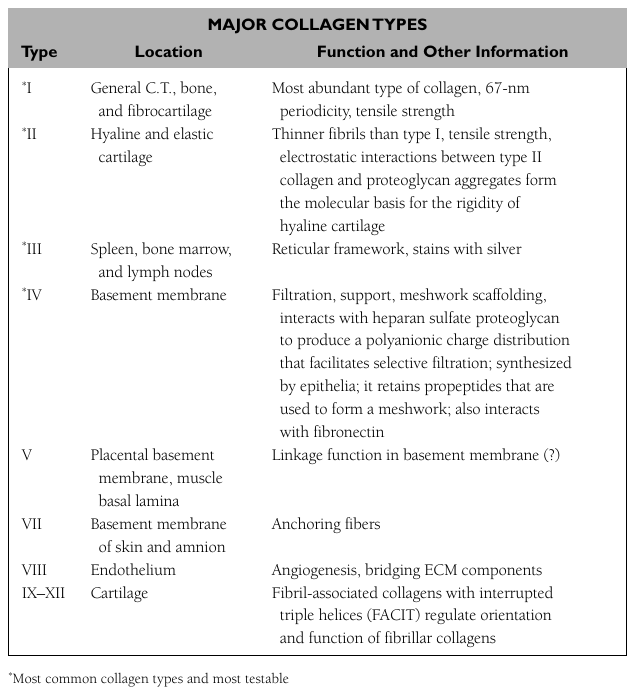 MAJOR COLLAGEN TYPES
Type Location Function and Other Information
*I General C.T., bone, Most abundant type of collagen, 67-nm
and fibrocartilage periodicity, tensile strength
*II Hyaline and elastic Thinner fibrils than type I, tensile strength,
cartilage electrostatic interactions between type II
collagen and proteoglycan aggregates form
the molecular basis for the rigidity of
hyaline cartilage
*III Spleen, bone marrow, Reticular framework, stains with silver
and lymph nodes
*IV Basement membrane Filtration, support, meshwork scaffolding,
interacts with heparan sulfate proteoglycan
to produce a polyanionic charge distribution
that facilitates selective filtration; synthesized
by epithelia; it retains propeptides that are
used to form a meshwork; also interacts
with fibronectin
V Placental basement Linkage function in basement membrane (?)
membrane, muscle
basal lamina
VII Basement membrane Anchoring fibers
of skin and amnion
VIII Endothelium Angiogenesis, bridging ECM components
IX–XII Cartilage Fibril-associated collagens with interrupted
triple helices (FACIT) regulate orientation
and function of fibrillar collagens
*Most common collagen types and most testable